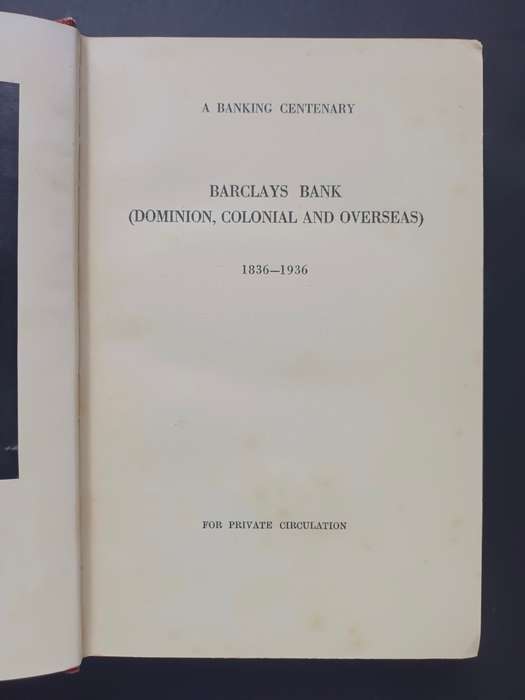 A BANKING CENTENARY
BARCLAYS BANK
(DOMINION, COLONIAL AND OVERSEAS)
1836—1936
FOR PRIVATE CIRCULATION